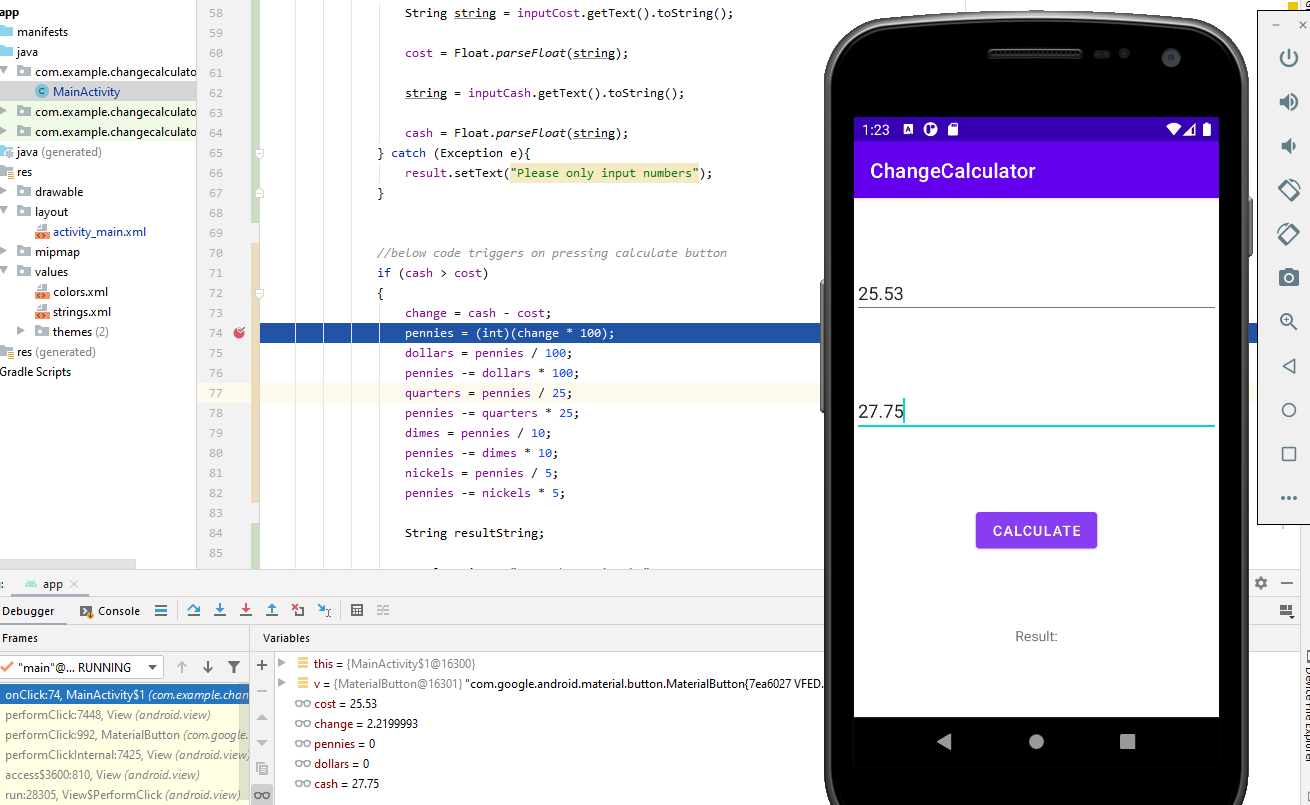 app
manifests
java
com.example.changecalculato
MainActivity
com.example.changecalculato
com.example.changecalculato
java (generated)
res
drawable
layout
activity_main.xml
mipmap
values
colors.xml
strings.xml
themes (2)
res (generated)
Gradle Scripts
58 String string = inputCost.getText().toString();
59
60 cost = Float.parseFloat(string);
61
62 string = inputCash.getText().toString();
63
64 cash = Float.parseFloat(string);
65 } catch (Exception e){
66 result.setText("Please only input numbers");
67 }
68
69
70 //below code triggers on pressing calculate button
71 if (cash > cost)
72 {
73 change = cash - cost;
74 pennies = (int)(change * 100);
75 dollars = pennies / 100;
76 pennies -= dollars * 100;
77 quarters = pennies / 25;
78 pennies -= quarters * 25;
79 dimes = pennies / 10;
80 pennies -= dimes * 10;
81 nickels = pennies / 5;
82 pennies -= nickels * 5;
83
84 String resultString;
85
1:23
ChangeCalculator
25.53
27.75
CALCULATE
Result:
app
Debugger
Console
Frames
Variables
"main"@... RUNNING
onClick:74, MainActivity$1 (com.example.chan
performClick:7448, View (android.view)
performClick:992, MaterialButton (com.google.
performClickInternal:7425, View (android.view)
access$3600:810, View (android.view)
run:28305, View$PerformClick (android.view)
this = {MainActivity$1@16300}
v = {MaterialButton@16301} "com.google.android.material.button.MaterialButton{7ea6027 VFED.
cost = 25.53
change = 2.2199993
pennies = 0
dollars = 0
cash = 27.75
Device File Explorer